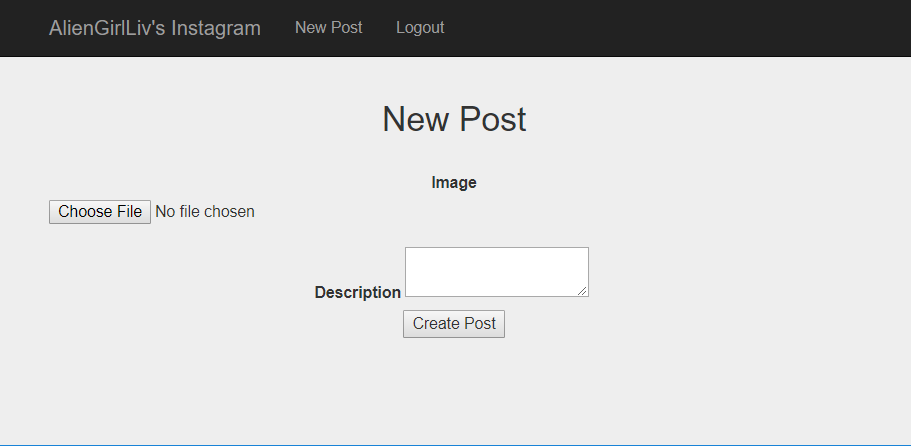 AlienGirlLiv's Instagram New Post Logout
New Post
Image
Choose File No file chosen
Description
Create Post